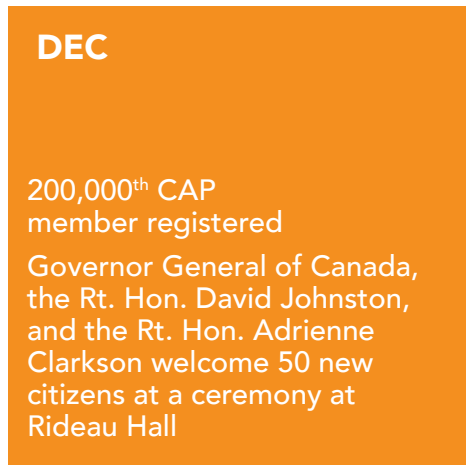 DEC
200,000th CAP
member registered
Governor General of Canada,
the Rt. Hon. David Johnston,
and the Rt. Hon. Adrienne
Clarkson welcome 50 new
citizens at a ceremony at
Rideau Hall